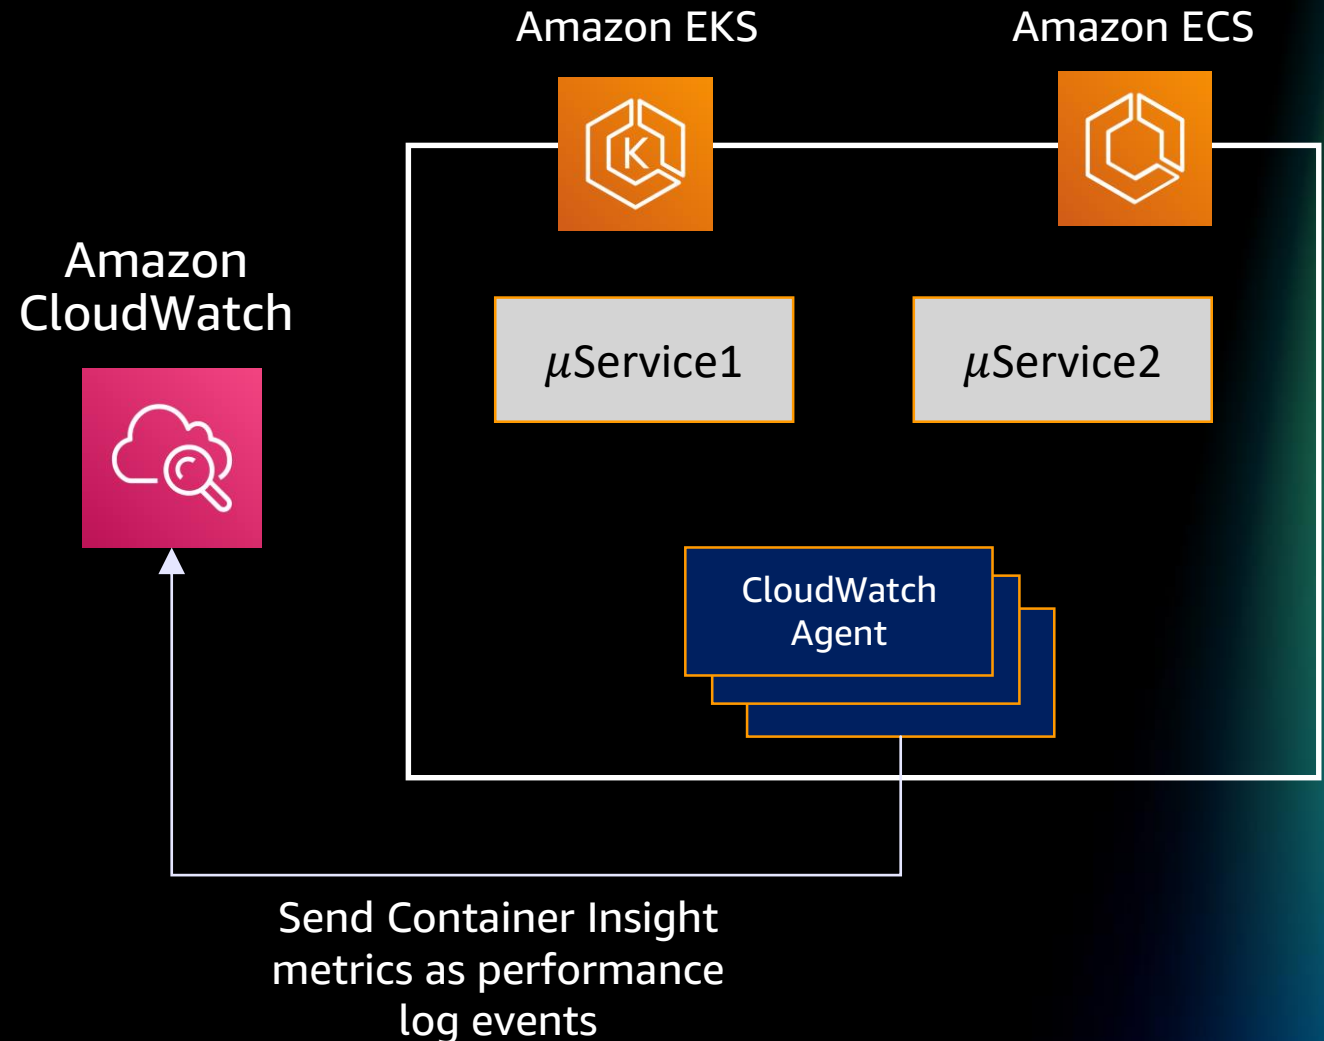 Amazon EKS
Amazon ECS
K
Amazon
CloudWatch
𝜇Service1
𝜇Service2
CloudWatch
Agent
Send Container Insight
metrics as performance
log events